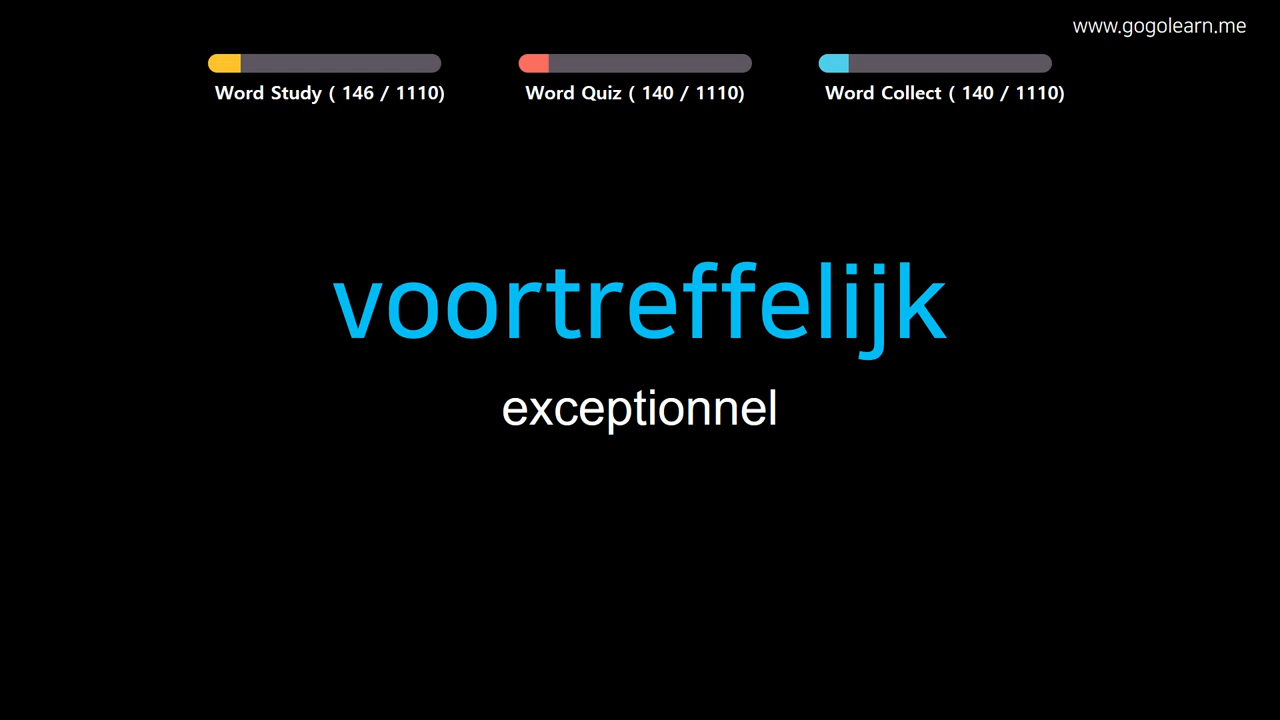 www.gogolearn.me
Word Study ( 146 / 1110)
Word Quiz ( 140 / 1110)
Word Collect ( 140 / 1110)
voortreffelijk
exceptionnel